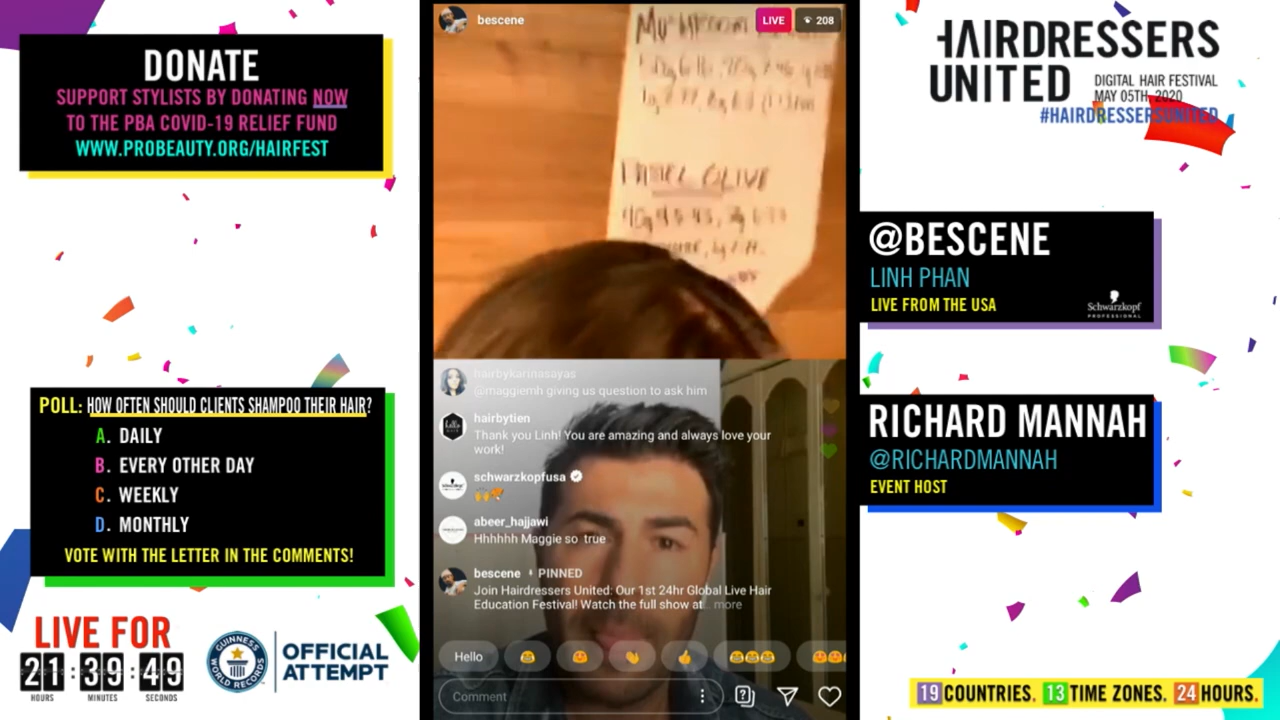 DONATE
SUPPORT STYLISTS BY DONATING NOW
TO THE PBA COVID-19 RELIEF FUND
WWW.PROBEAUTY.ORG/HAIRFEST
POLL: HOW OFTEN SHOULD CLIENTS SHAMPOO THEIR HAIR?
A. DAILY
B. EVERY OTHER DAY
C. WEEKLY
D. MONTHLY
VOTE WITH THE LETTER IN THE COMMENTS!
LIVE FOR
21:39:49
HOURS MINUTES SECONDS
GUINNESS
WORLD RECORDS
OFFICIAL
ATTEMPT
bescene
LIVE
208
OLIVE
hairbykarinasayas
@maggiemh giving us question to ask him
hairbytien
Thank you Linh! You are amazing and always love your
work!
schwarzkopfusa
abeer_hajjawi
Hhhhhh Maggie so true
bescene PINNED
Join Hairdressers United: Our 1st 24hr Global Live Hair
Education Festival! Watch the full show at... more
Hello
Comment
HAIRDRESSERS
UNITED
DIGITAL HAIR FESTIVAL
MAY 05TH, 2020
#HAIRDRESSERSUNITED
@BESCENE
LINH PHAN
LIVE FROM THE USA
Schwarzkopf
PROFESSIONAL
RICHARD MANNAH
@RICHARDMANNAH
EVENT HOST
19 COUNTRIES. 13 TIME ZONES. 24 HOURS.